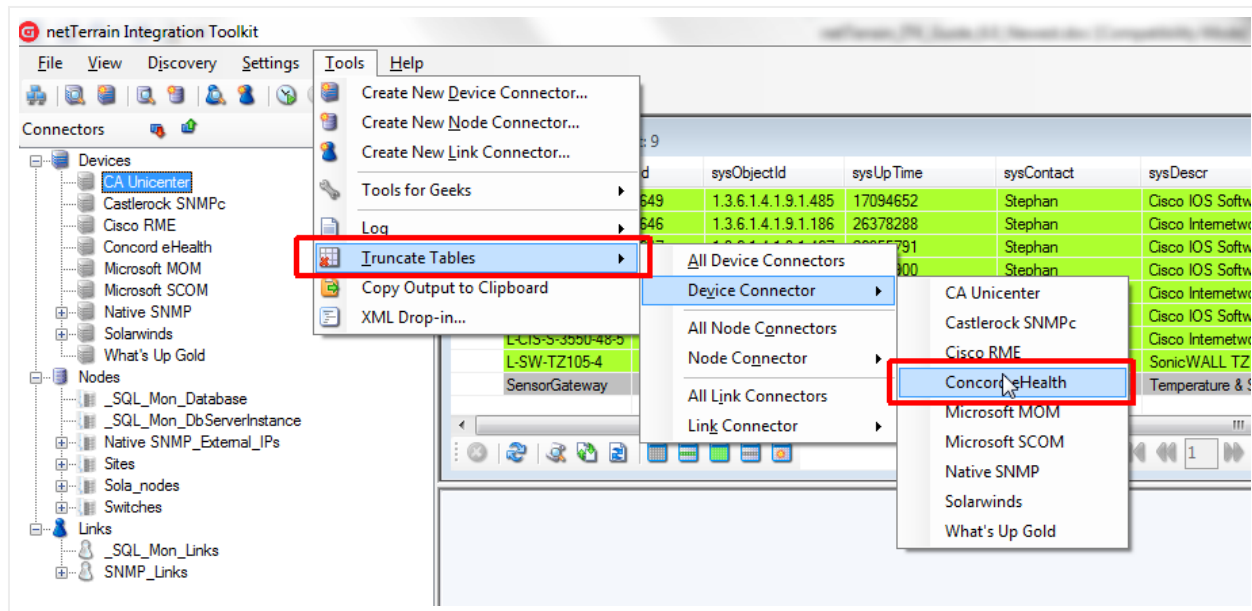 netTerrain Integration Toolkit
File View Discovery Settings Tools Help
Connectors
Devices
CA Unicenter
Castlerock SNMPc
Cisco RME
Concord eHealth
Microsoft MOM
Microsoft SCOM
Native SNMP
Solarwinds
What's Up Gold
Nodes
_SQL_Mon_Database
_SQL_Mon_DbServerInstance
Native SNMP_External_IPs
Sites
Sola_nodes
Switches
Links
_SQL_Mon_Links
SNMP_Links
Create New Device Connector...
Create New Node Connector...
Create New Link Connector...
Tools for Geeks
Log
Truncate Tables
Copy Output to Clipboard
XML Drop-in...
All Device Connectors
Device Connector
All Node Connectors
Node Connector
All Link Connectors
Link Connector
CA Unicenter
Castlerock SNMPc
Cisco RME
Concord eHealth
Microsoft MOM
Microsoft SCOM
Native SNMP
Solarwinds
What's Up Gold
: 9
d sysObjectId sysUpTime sysContact sysDescr
649 1.3.6.1.4.1.9.1.485 17094652 Stephan Cisco IOS Softw
646 1.3.6.1.4.1.9.1.186 26378288 Stephan Cisco Internetwo
Stephan Cisco IOS Softw
900 Stephan Cisco IOS Softw
Cisco Internetwo
Cisco IOS Softw
L-CIS-S-3550-48-5 Cisco Internetwo
L-SW-TZ105-4 SonicWALL TZ
SensorGateway Temperature & S
1